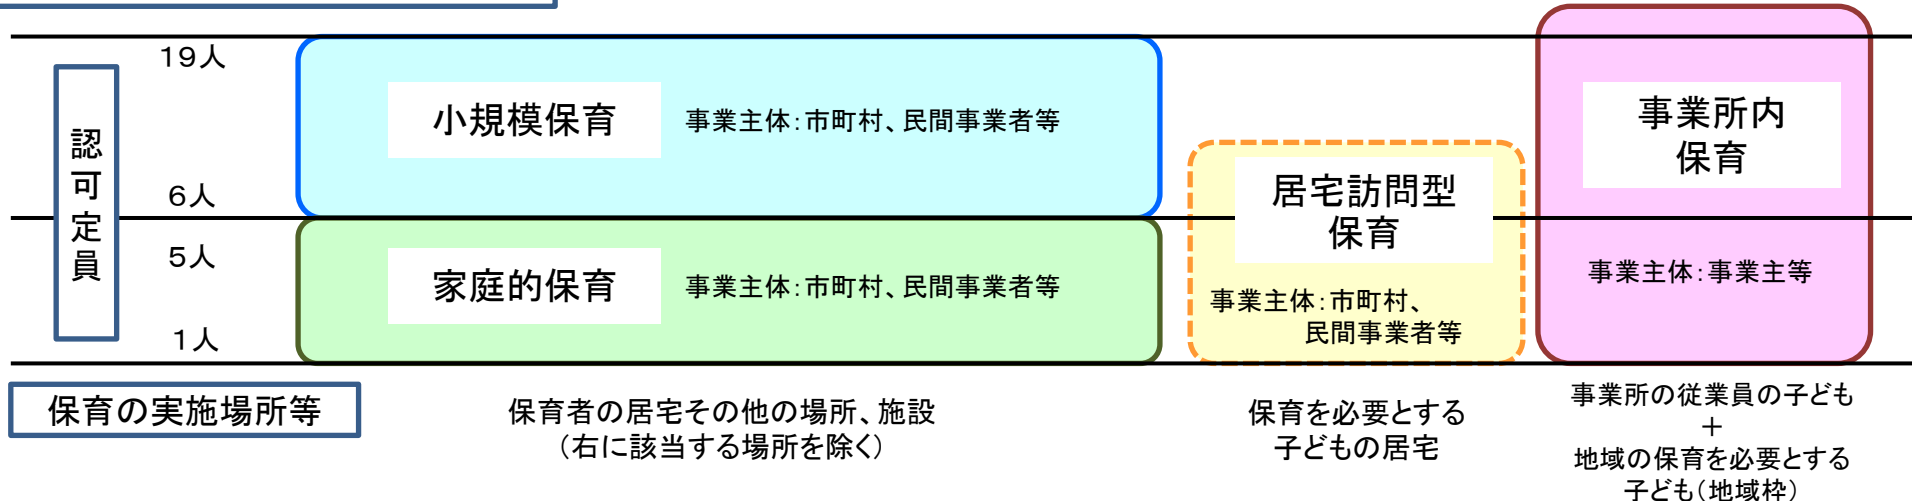 認可定員
19人
6人
5人
1人
小規模保育
事業主体：市町村、民間事業者等
家庭的保育
事業主体：市町村、民間事業者等
居宅訪問型
保育
事業主体：市町村、
民間事業者等
事業所内
保育
事業主体：事業主等
保育の実施場所等
保育者の居宅その他の場所、施設
（右に該当する場所を除く）
保育を必要とする
子どもの居宅
事業所の従業員の子ども
＋
地域の保育を必要とする
子ども（地域枠）